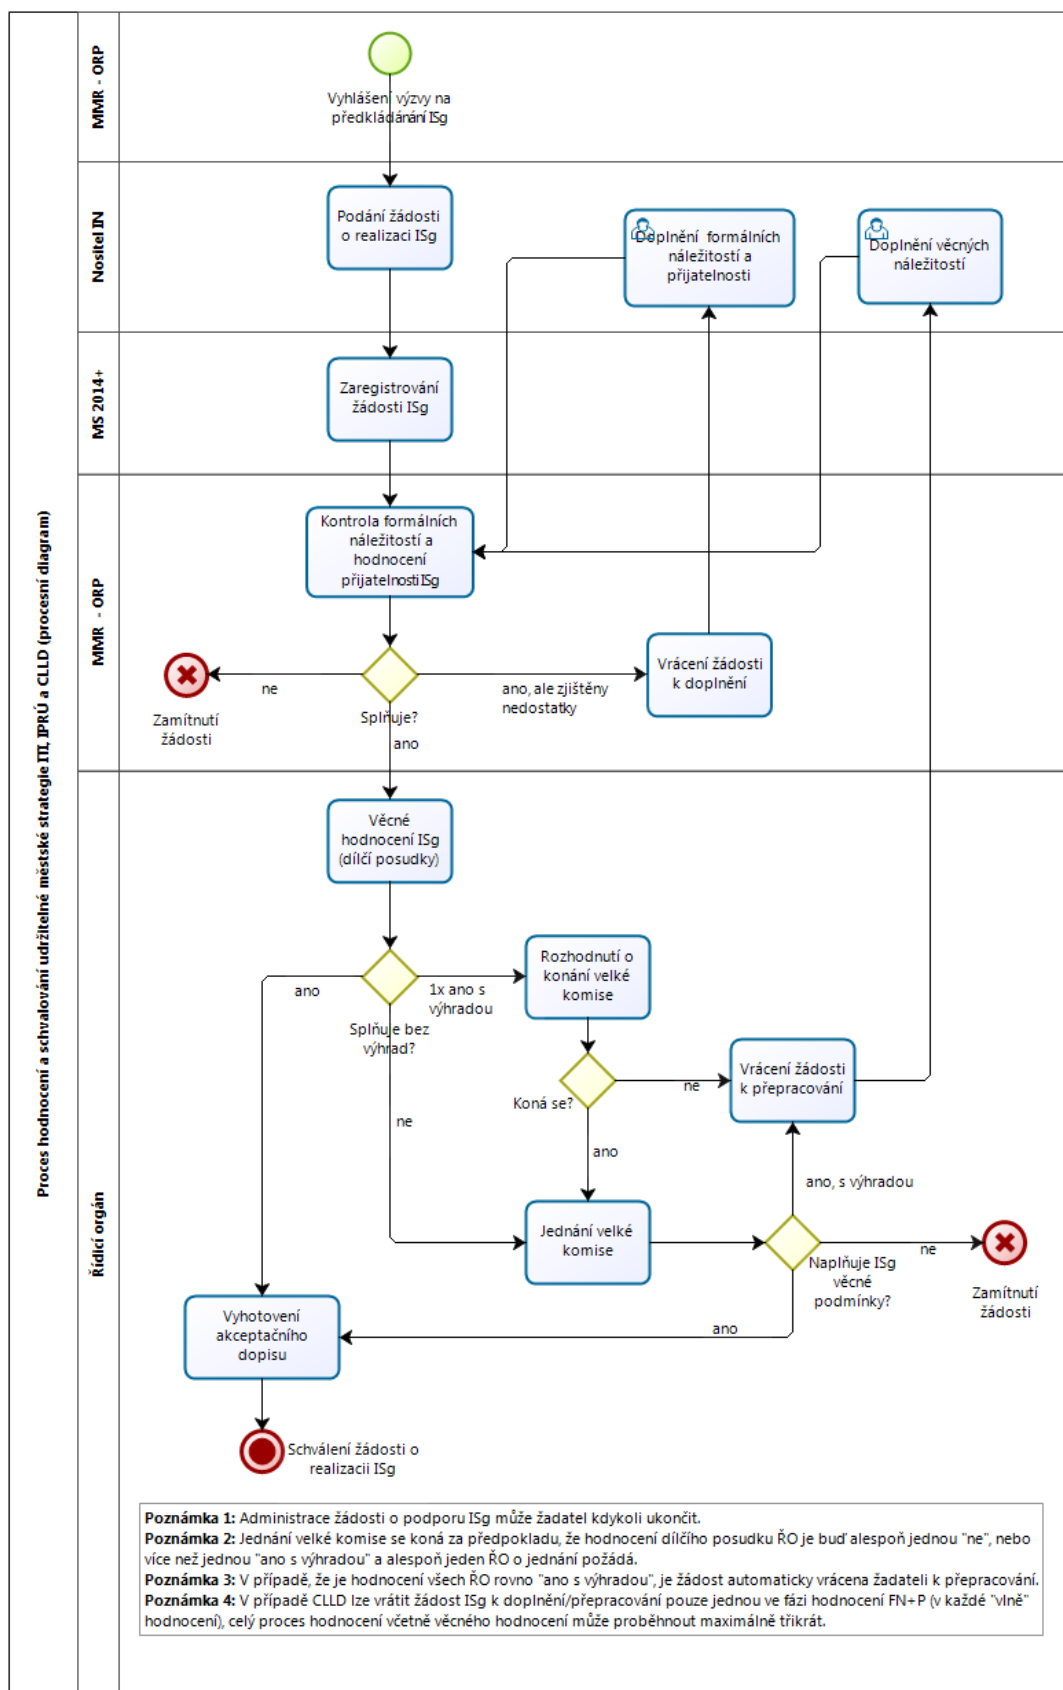 Proces hodnocení a schvalování udržitelné městské strategie ITI, IPRÚ a CLLD (procesní diagram)
MMR - ORP
Vyhlášení výzvy na
předkládánání ISg
Nositel IN
Podání žádosti
o realizaci ISg
Doplnění formálních
náležitostí a
přijatelnosti
Doplnění věcných
náležitostí
MS 2014+
Zaregistrování
žádosti ISg
MMR - ORP
Kontrola formálních
náležitostí a
hodnocení
přijatelnosti ISg
Splňuje?
ne
Zamítnutí
žádosti
ano, ale zjištěny
nedostatky
Vrácení žádosti
k doplnění
ano
Řídicí orgán
Věcné
hodnocení ISg
(dílčí posudky)
Splňuje bez
výhrad?
ano
1x ano s
výhradou
ne
Rozhodnutí o
konání velké
komise
Koná se?
ne
Vrácení žádosti
k přepracování
ano
ano, s výhradou
Jednání velké
komise
Naplňuje ISg
věcné
podmínky?
ne
Zamítnutí
žádosti
ano
Vyhotovení
akceptačního
dopisu
Schválení žádosti o
realizacii ISg
Poznámka 1: Administrace žádosti o podporu ISg může žadatel kdykoli ukončit.
Poznámka 2: Jednání velké komise se koná za předpokladu, že hodnocení dílčího posudku ŘO je buď alespoň jednou "ne", nebo
více než jednou "ano s výhradou" a alespoň jeden ŘO o jednání požádá.
Poznámka 3: V případě, že je hodnocení všech ŘO rovno "ano s výhradou", je žádost automaticky vrácena žadateli k přepracování.
Poznámka 4: V případě CLLD lze vrátit žádost ISg k doplnění/přepracování pouze jednou ve fázi hodnocení FN+P (v každé "vlně"
hodnocení), celý proces hodnocení včetně věcného hodnocení může proběhnout maximálně třikrát.